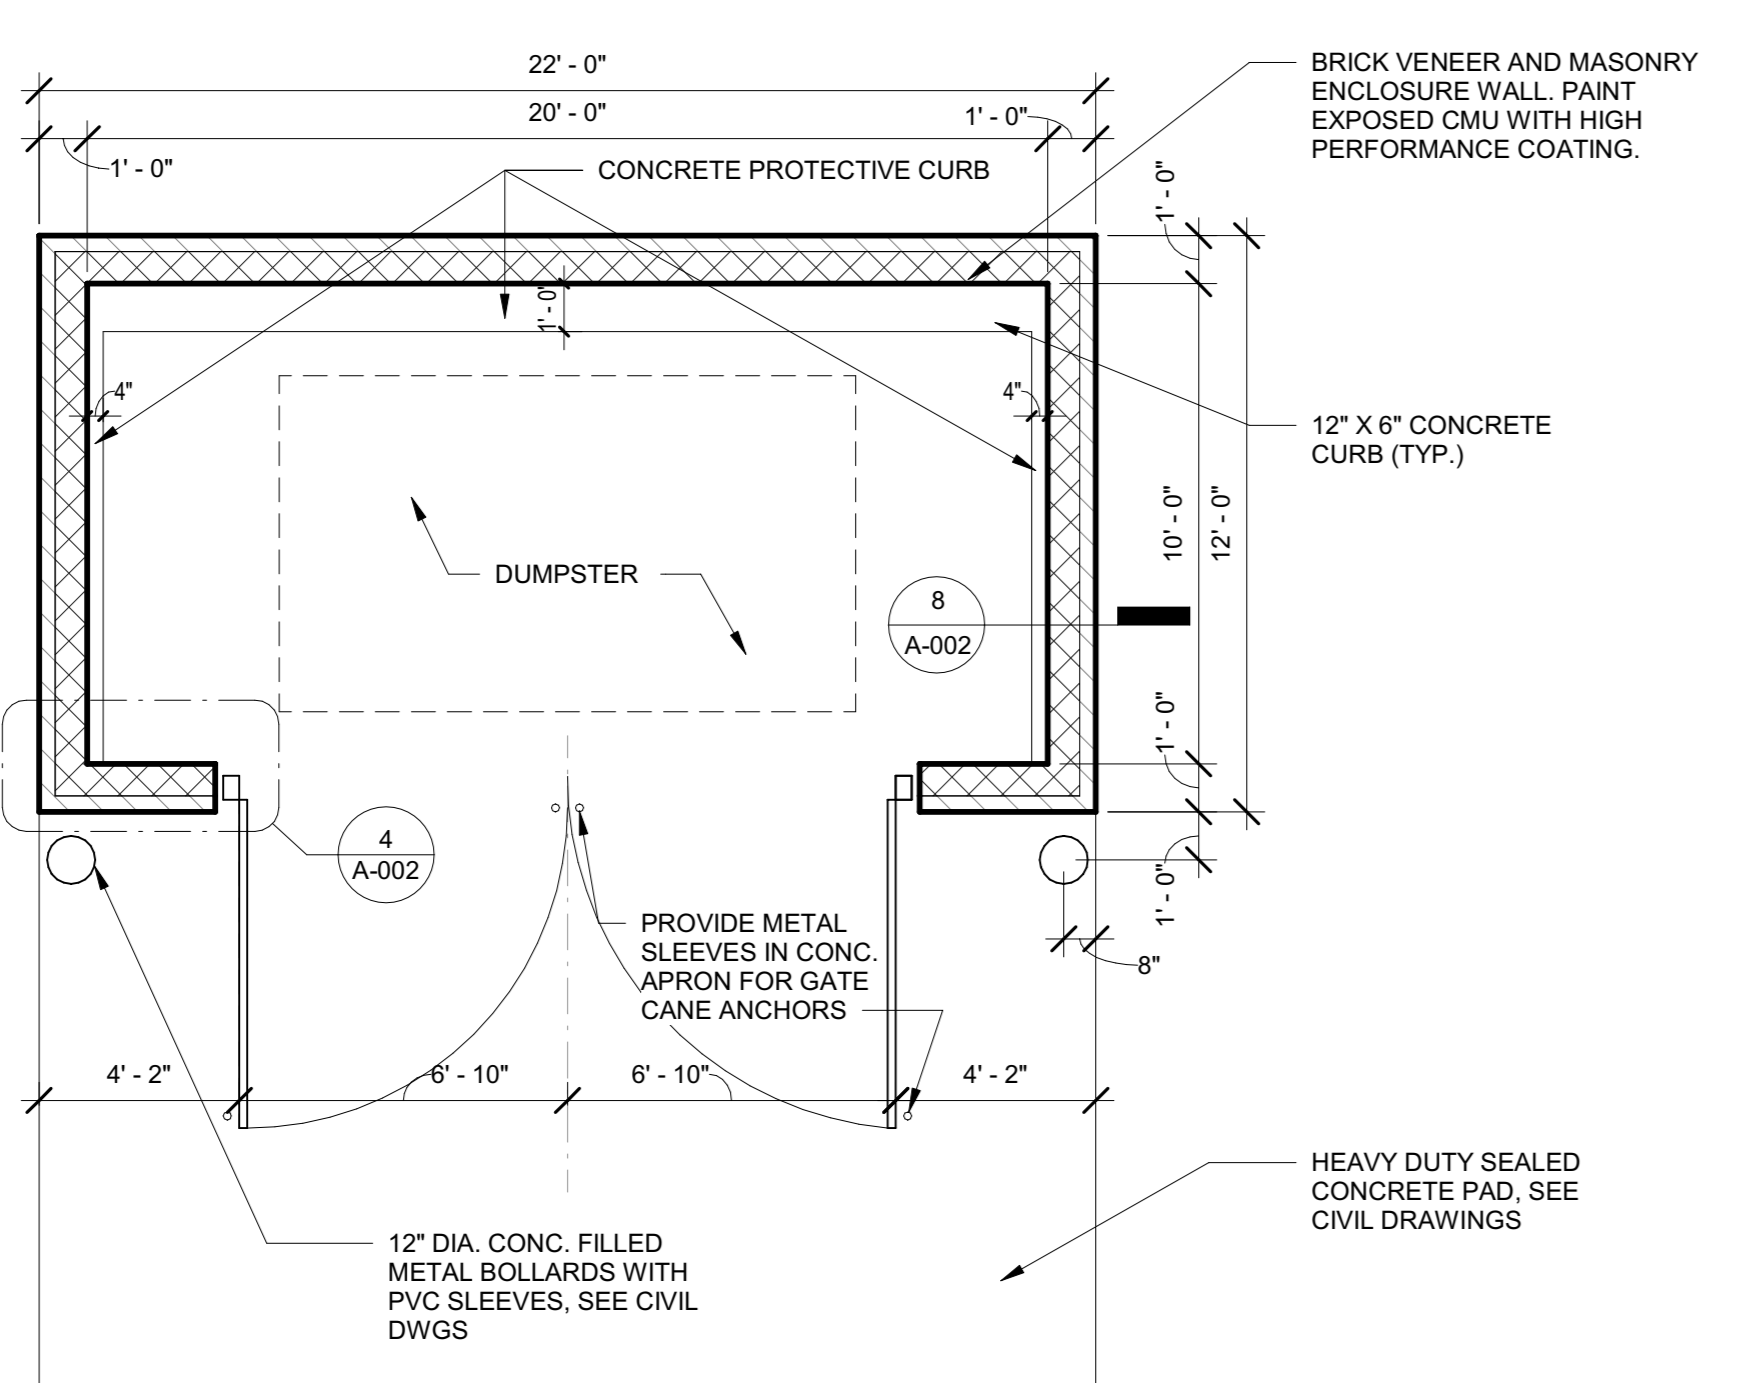 22' - 0"
20' - 0"
1' - 0"
1' - 0"
BRICK VENEER AND MASONRY
ENCLOSURE WALL. PAINT
EXPOSED CMU WITH HIGH
PERFORMANCE COATING.
CONCRETE PROTECTIVE CURB
1' - 0"
1' - 0"
4"
4"
12" X 6" CONCRETE
CURB (TYP.)
10' - 0"
12' - 0"
DUMPSTER
8
A-002
1' - 0"
4
A-002
1' - 0"
8"
PROVIDE METAL
SLEEVES IN CONC.
APRON FOR GATE
CANE ANCHORS
4' - 2"
6' - 10"
6' - 10"
4' - 2"
HEAVY DUTY SEALED
CONCRETE PAD, SEE
CIVIL DRAWINGS
12" DIA. CONC. FILLED
METAL BOLLARDS WITH
PVC SLEEVES, SEE CIVIL
DWGS